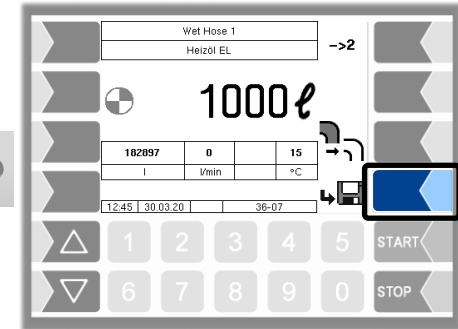 Wet Hose 1
Heizöl EL
->2
1000 ℓ
182897 0 15
l l/min °C
12:45 30.03.20 36-07
1 2 3 4 5 START
6 7 8 9 0 STOP